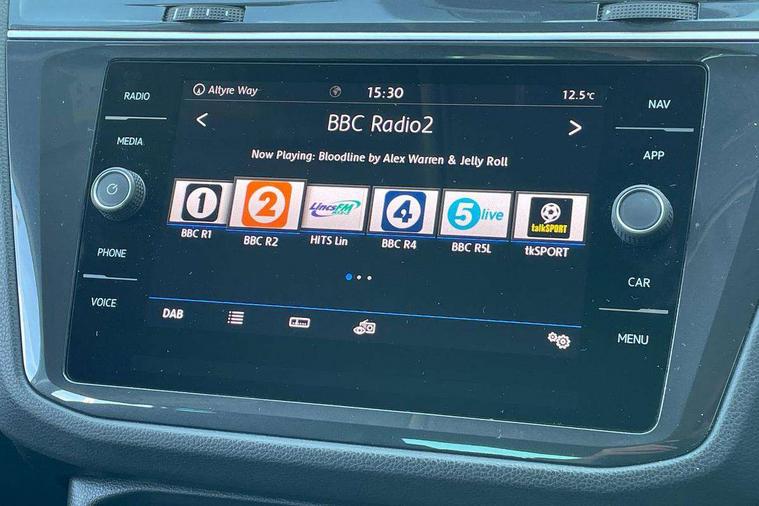 RADIO
MEDIA
PHONE
VOICE
Altyre Way
15:30
12.5°C
BBC Radio2
Now Playing: Bloodline by Alex Warren & Jelly Roll
1
2
LincsFM
4
5 live
talkSPORT
BBC R1
BBC R2
HITS Lin
BBC R4
BBC R5L
tkSPORT
DAB
NAV
APP
CAR
MENU